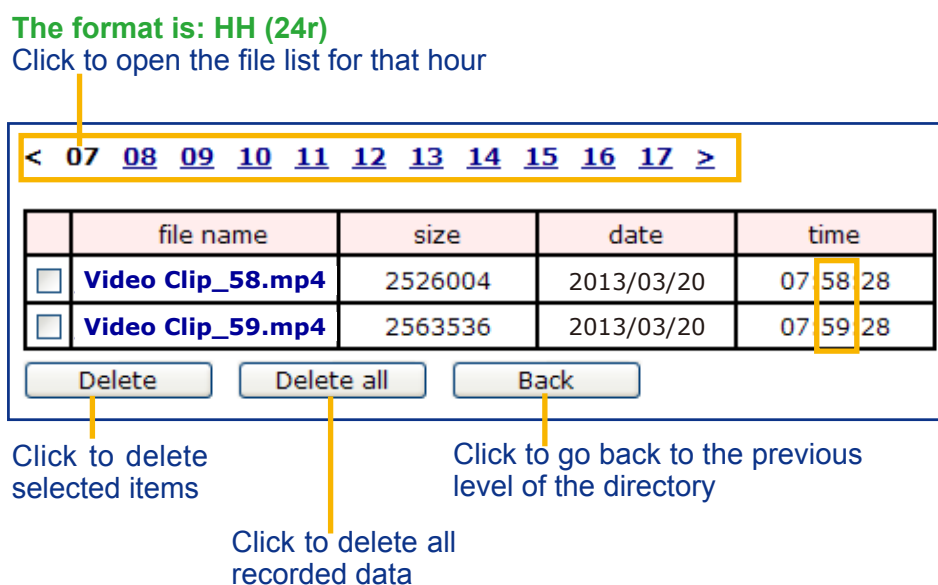 The format is: HH (24r)
Click to open the file list for that hour
< 07 08 09 10 11 12 13 14 15 16 17 >
file name size date time
Video Clip_58.mp4 2526004 2013/03/20 07:58:28
Video Clip_59.mp4 2563536 2013/03/20 07:59:28
Delete Delete all Back
Click to delete
selected items
Click to go back to the previous
level of the directory
Click to delete all
recorded data